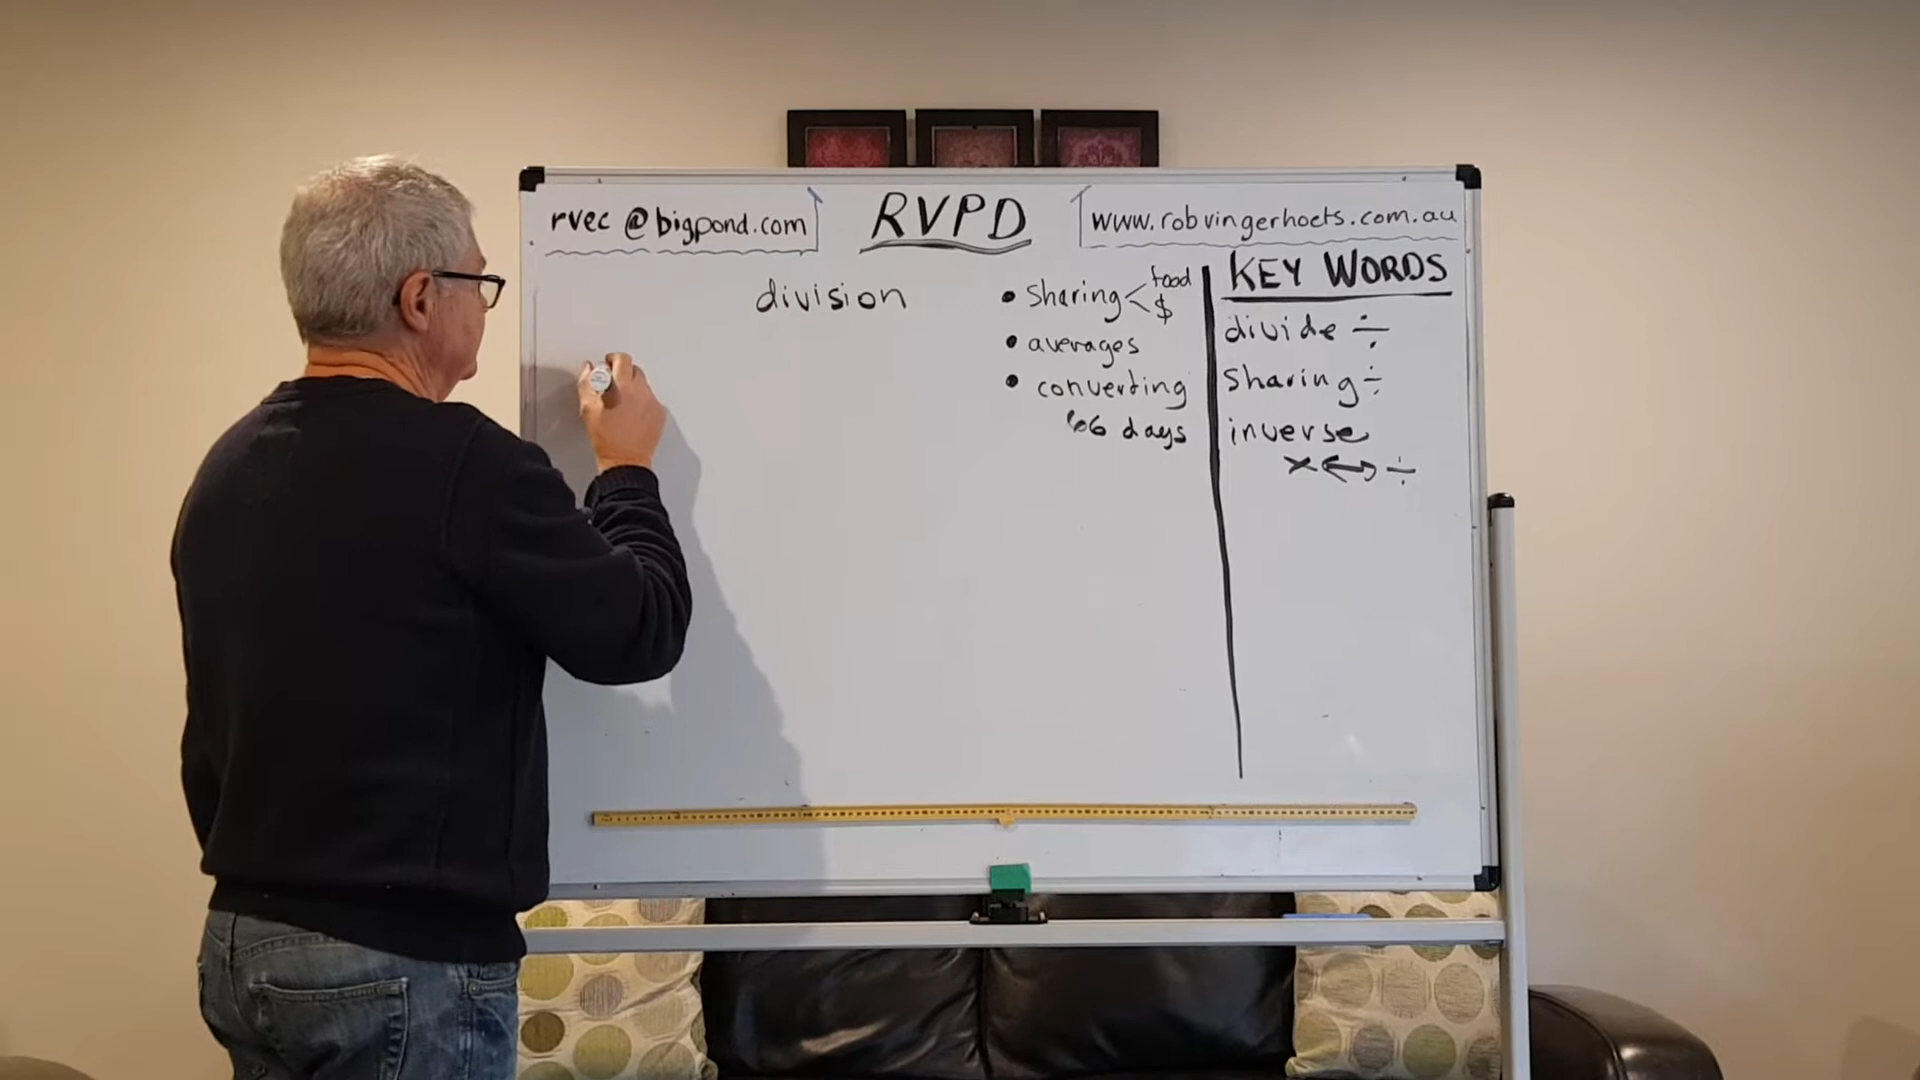 rvec @bigpond.com
RVPD
www.robvingerhoets.com.au
division
• Sharing < food
$
• averages
• converting
66 days
KEY WORDS
divide ÷
Sharing ÷
inverse
×↔÷